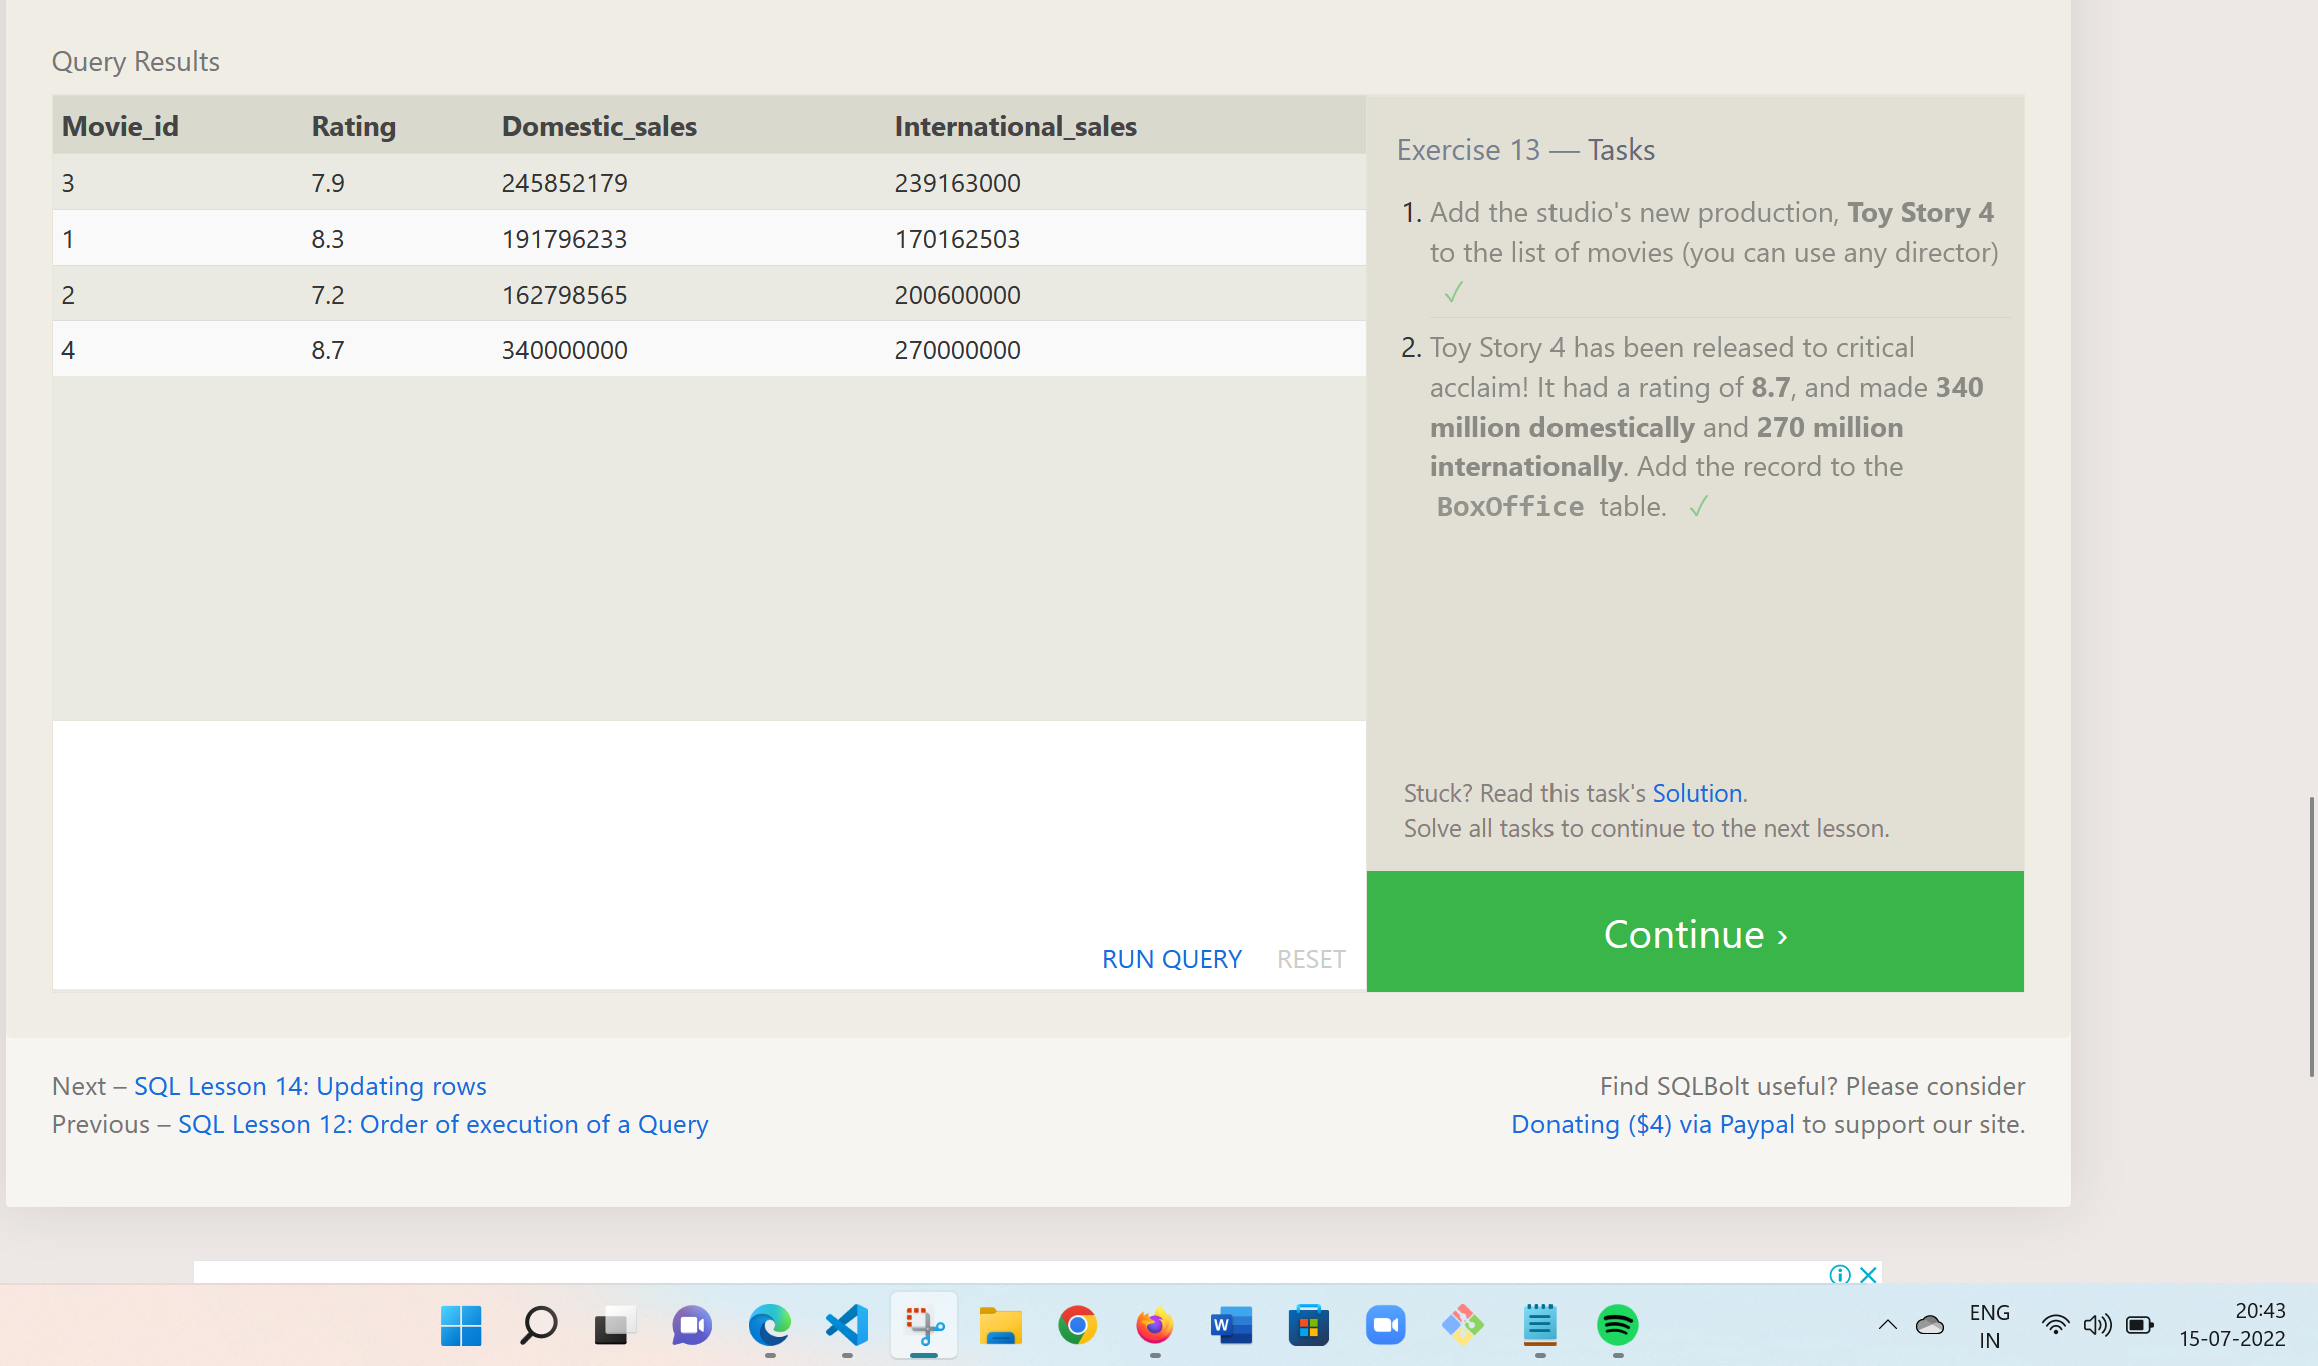 Query Results
Movie_id Rating Domestic_sales International_sales
3 7.9 245852179 239163000
1 8.3 191796233 170162503
2 7.2 162798565 200600000
4 8.7 340000000 270000000
Exercise 13 — Tasks
1. Add the studio's new production, Toy Story 4
to the list of movies (you can use any director)
✓
2. Toy Story 4 has been released to critical
acclaim! It had a rating of 8.7, and made 340
million domestically and 270 million
internationally. Add the record to the
BoxOffice table. ✓
Stuck? Read this task's Solution.
Solve all tasks to continue to the next lesson.
RUN QUERY RESET
Continue ›
Next – SQL Lesson 14: Updating rows
Previous – SQL Lesson 12: Order of execution of a Query
Find SQLBolt useful? Please consider
Donating ($4) via Paypal to support our site.
W
ENG
IN
20:43
15-07-2022